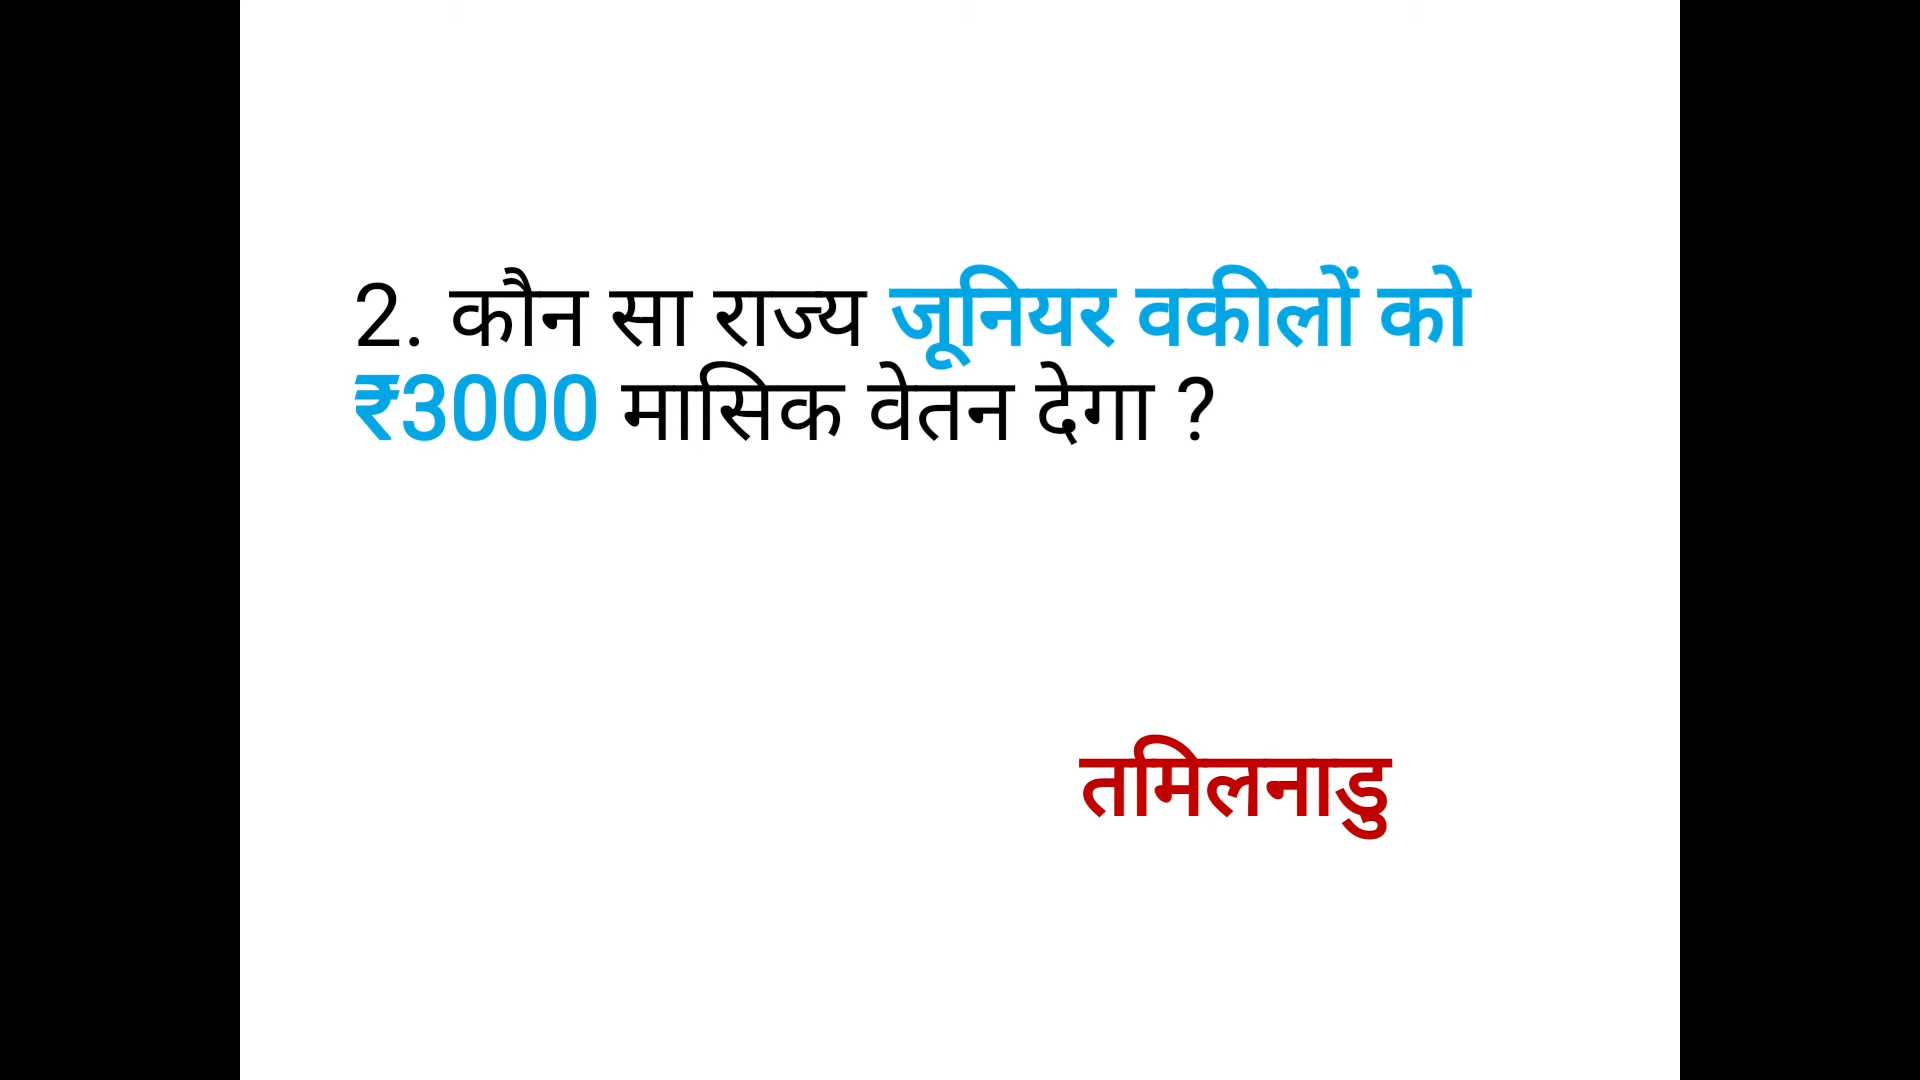 2. कौन सा राज्य जूनियर वकीलों को
₹3000 मासिक वेतन देगा ?
तमिलनाडु